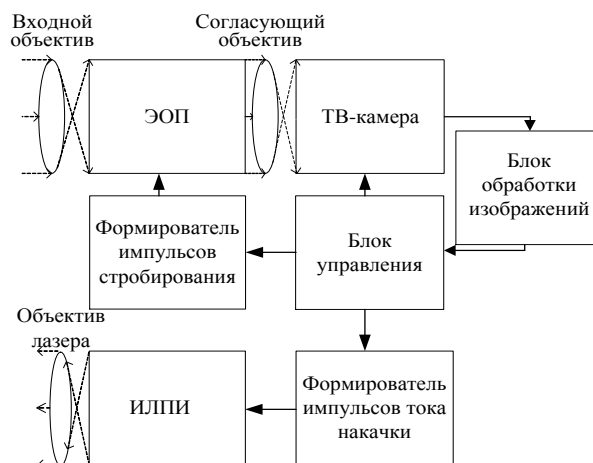 Входной
объектив
Согласующий
объектив
ЭОП
ТВ-камера
Блок
обработки
изображений
Формирователь
импульсов
стробирования
Блок
управления
Объектив
лазера
ИЛПИ
Формирователь
импульсов тока
накачки